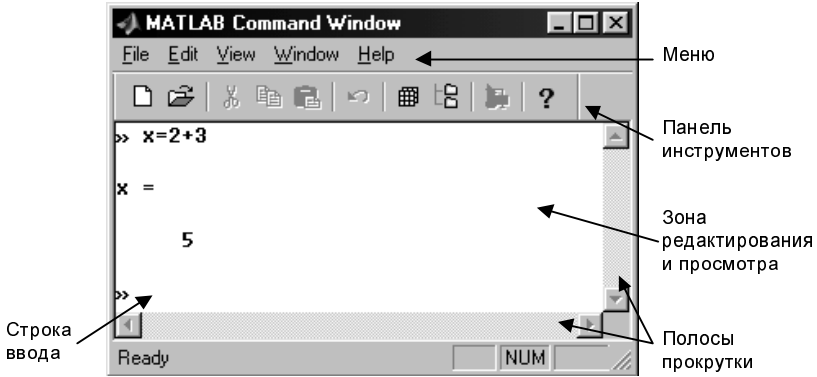 MATLAB Command Window
File Edit View Window Help
Меню
?
Панель
инструментов
» x=2+3
x =
5
»
Зона
редактирования
и просмотра
Строка
ввода
Полосы
прокрутки
Ready
NUM